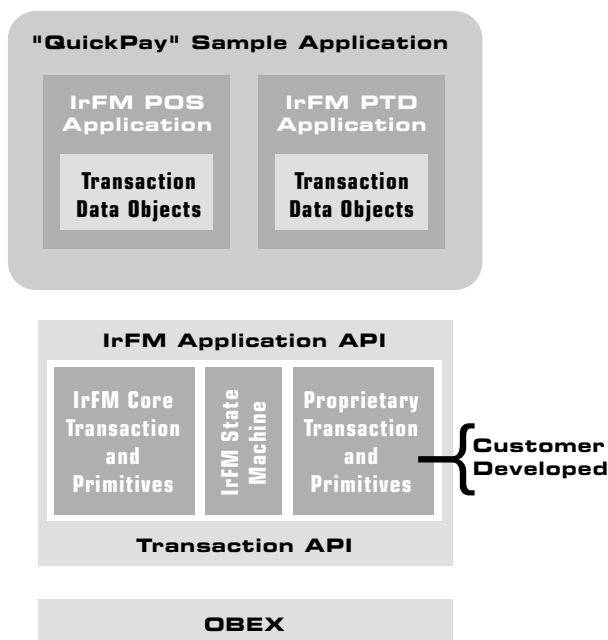 "QuickPay" Sample Application
IrFM POS
Application
Transaction
Data Objects
IrFM PTD
Application
Transaction
Data Objects
IrFM Application API
IrFM Core
Transaction
and
Primitives
IrFM State
Machine
Proprietary
Transaction
and
Primitives
Customer
Developed
Transaction API
OBEX